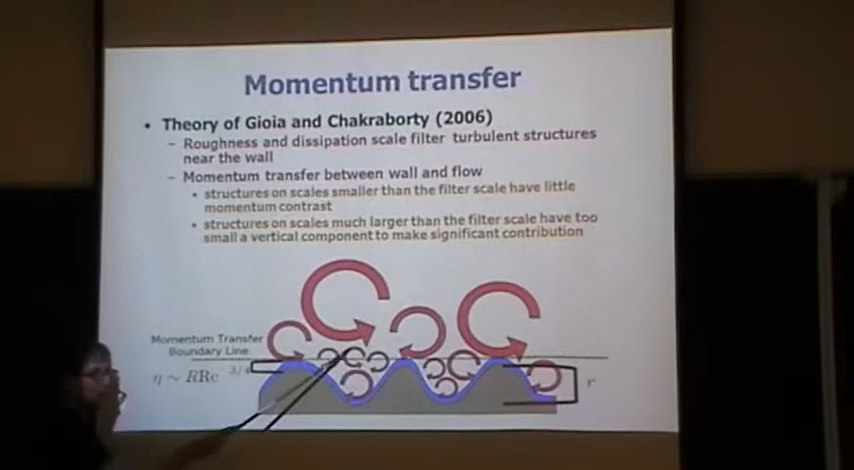 Momentum transfer
• Theory of Gioia and Chakraborty (2006)
– Roughness and dissipation scale filter turbulent structures
near the wall
– Momentum transfer between wall and flow
• structures on scales smaller than the filter scale have little
momentum contrast
• structures on scales much larger than the filter scale have too
small a vertical component to make significant contribution
Momentum Transfer
Boundary Line
η ~ RRe^3/4
r